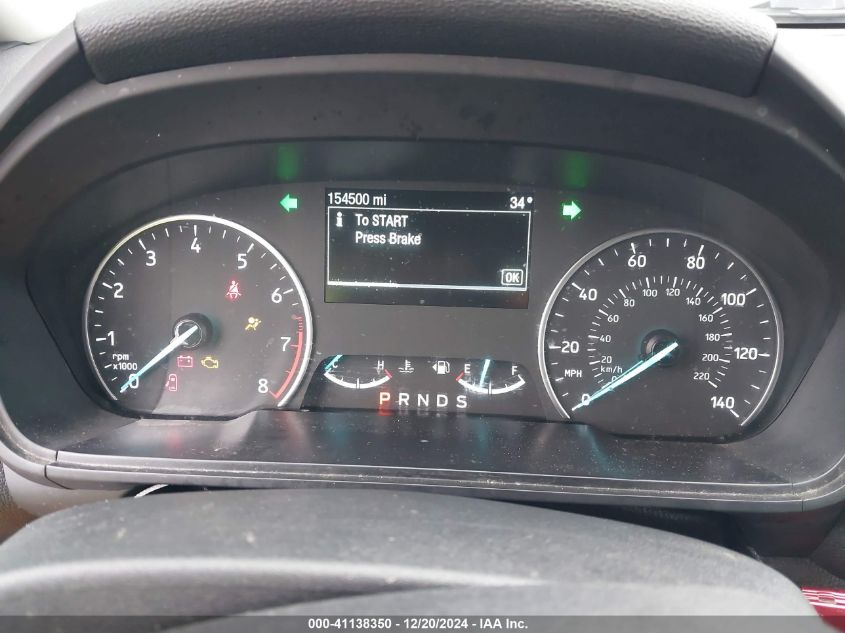 154500 mi 34°
i To START
Press Brake
OK
0 1 2 3 4 5 6 7 8
rpm
x1000
C H E F
P R N D S
0 20 40 60 80 100 120 140
MPH
0 20 40 60 80 100 120 140 160 180 200 220
km/h
000-41138350 / 12/20/2024 - IAA Inc.